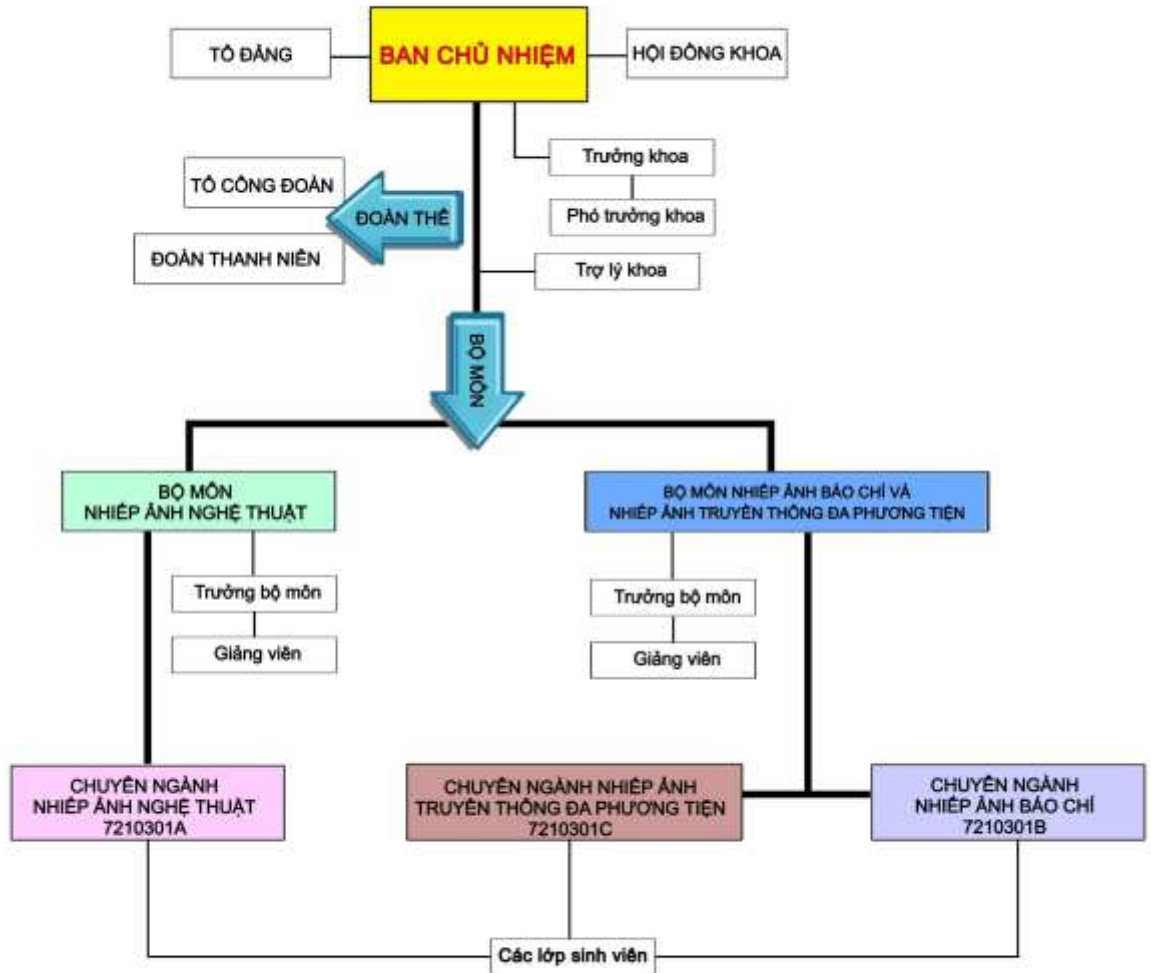 TỔ ĐẢNG
BAN CHỦ NHIỆM
HỘI ĐỒNG KHOA
Trưởng khoa
TỔ CÔNG ĐOÀN
ĐOÀN THỂ
Phó trưởng khoa
ĐOÀN THANH NIÊN
Trợ lý khoa
BỘ MÔN
BỘ MÔN
NHIẾP ẢNH NGHỆ THUẬT
BỘ MÔN NHIẾP ẢNH BÁO CHÍ VÀ
NHIẾP ẢNH TRUYỀN THÔNG ĐA PHƯƠNG TIỆN
Trưởng bộ môn
Giảng viên
Trưởng bộ môn
Giảng viên
CHUYÊN NGÀNH
NHIẾP ẢNH NGHỆ THUẬT
7210301A
CHUYÊN NGÀNH NHIẾP ẢNH
TRUYỀN THÔNG ĐA PHƯƠNG TIỆN
7210301C
CHUYÊN NGÀNH
NHIẾP ẢNH BÁO CHÍ
7210301B
Các lớp sinh viên